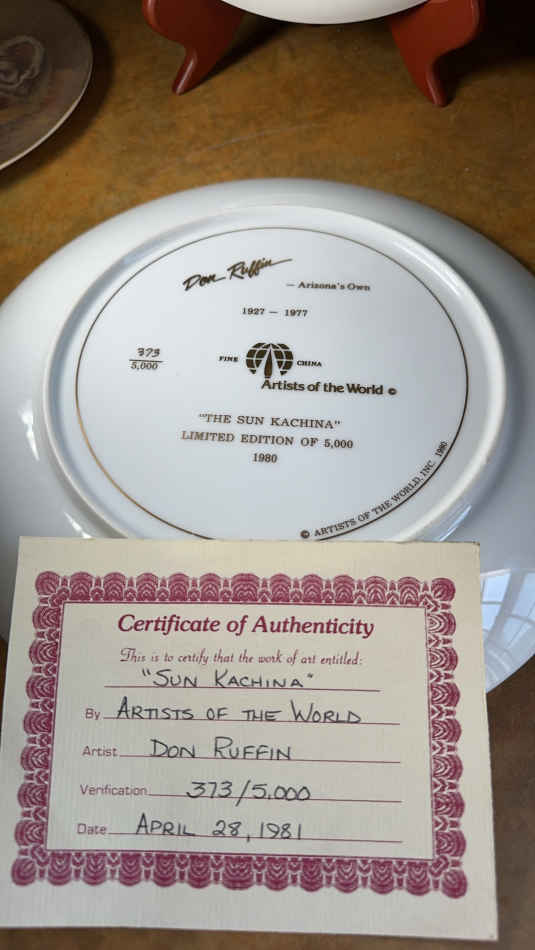 Don Ruffin
— Arizona's Own
1927 — 1977
373
5,000
FINE CHINA
Artists of the World ©
"THE SUN KACHINA"
LIMITED EDITION OF 5,000
1980
© ARTISTS OF THE WORLD, INC. 1980
Certificate of Authenticity
This is to certify that the work of art entitled:
"SUN KACHINA"
By ARTISTS OF THE WORLD
Artist DON RUFFIN
Verification 373/5,000
Date APRIL 28, 1981